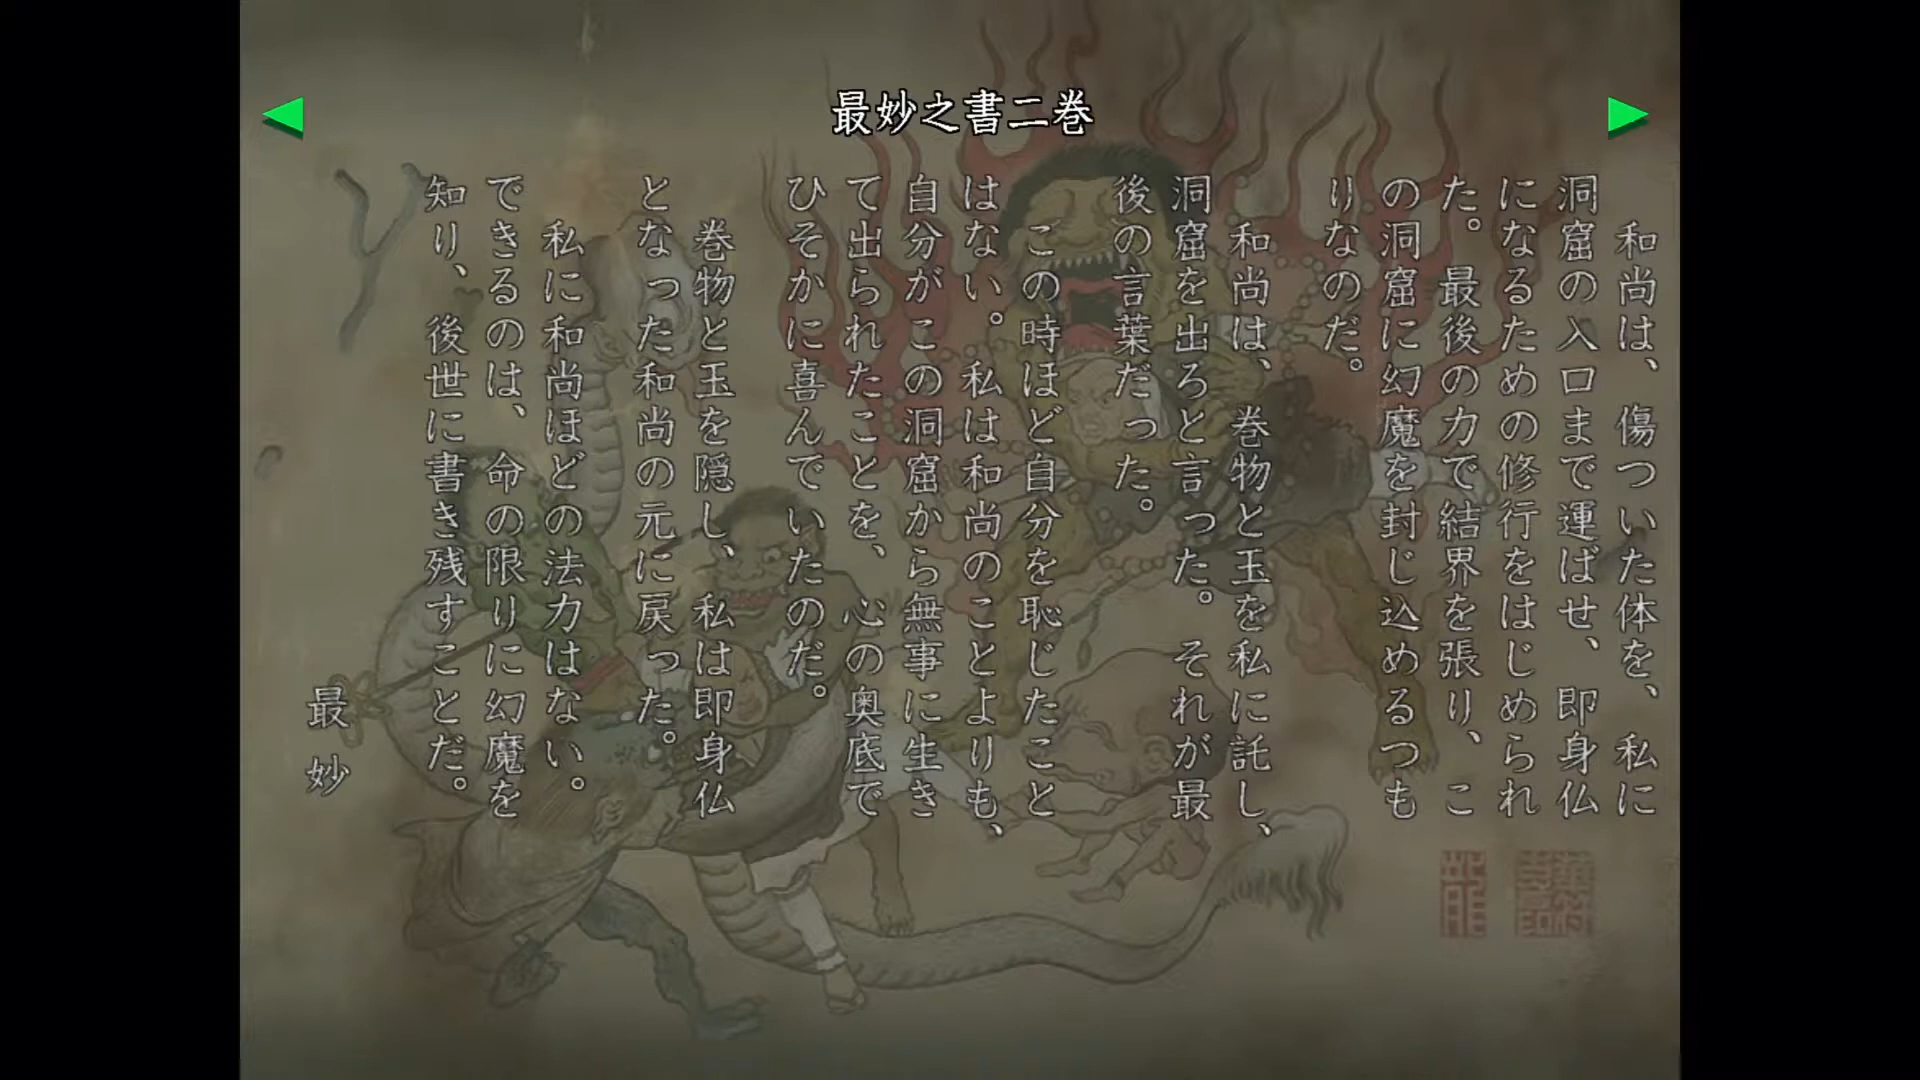 最妙之書二巻
和尚は、傷ついた体を、私に
洞窟の入口まで運ばせ、即身仏
になるための修行をはじめられ
た。最後の力で結界を張り、こ
の洞窟に幻魔を封じ込めるつも
りなのだ。
和尚は、巻物と玉を私に託し、
洞窟を出ろと言った。それが最
後の言葉だった。
この時ほど自分を恥じたこと
はない。私は和尚のことよりも、
自分がこの洞窟から無事に生き
て出られたことを、心の奥底で
ひそかに喜んでいたのだ。
巻物と玉を隠し、私は即身仏
となった和尚の元に戻った。
私に和尚ほどの法力はない。
できるのは、命の限りに幻魔を
知り、後世に書き残すことだ。
最妙